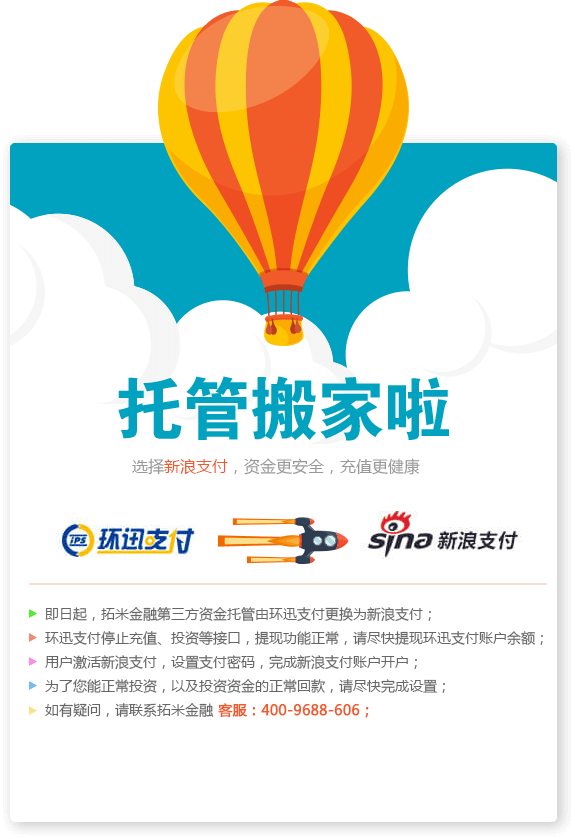 托管搬家啦
选择新浪支付，资金更安全，充值更健康
iPS 环迅支付
sina 新浪支付
即日起，拓米金融第三方资金托管由环迅支付更换为新浪支付；
环迅支付停止充值、投资等接口，提现功能正常，请尽快提现环迅支付账户余额；
用户激活新浪支付，设置支付密码，完成新浪支付账户开户；
为了您能正常投资，以及投资资金的正常回款，请尽快完成设置；
如有疑问，请联系拓米金融 客服：400-9688-606；